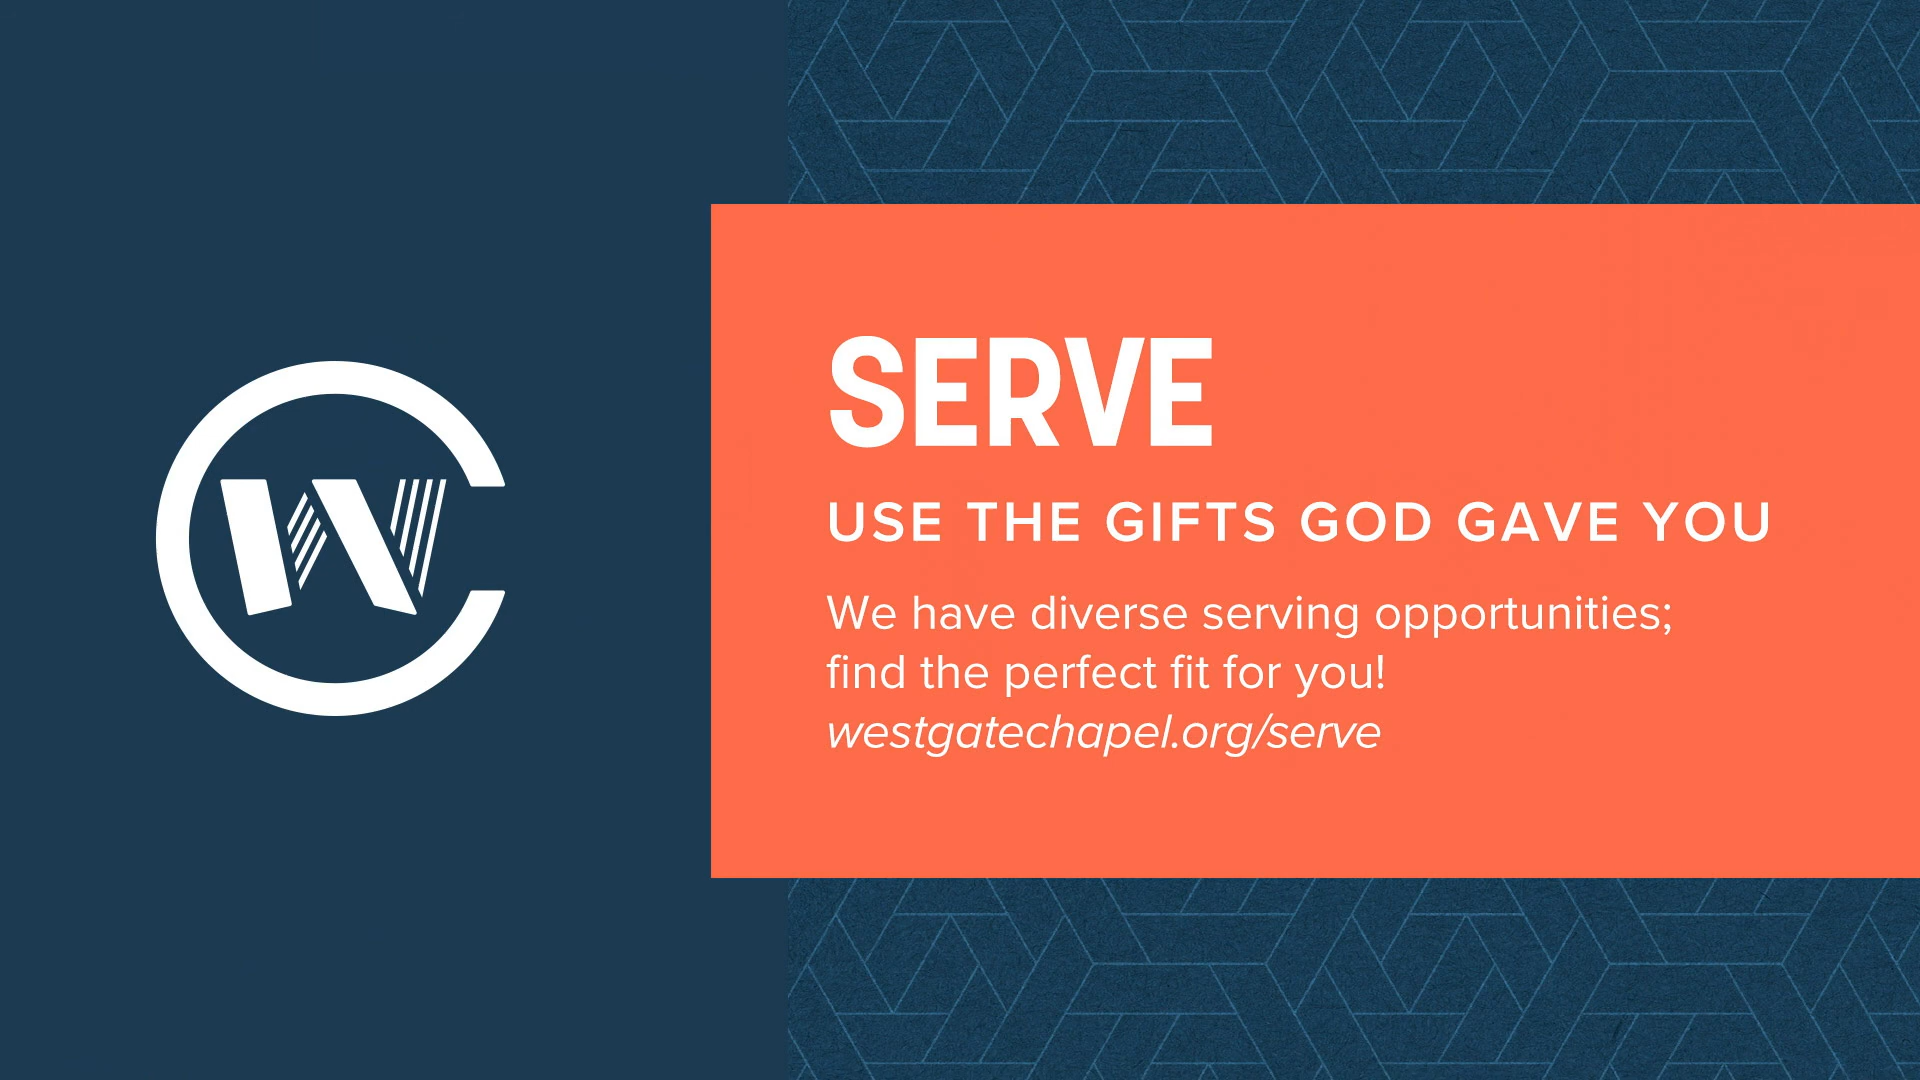 CW
SERVE
USE THE GIFTS GOD GAVE YOU
We have diverse serving opportunities;
find the perfect fit for you!
westgatechapel.org/serve